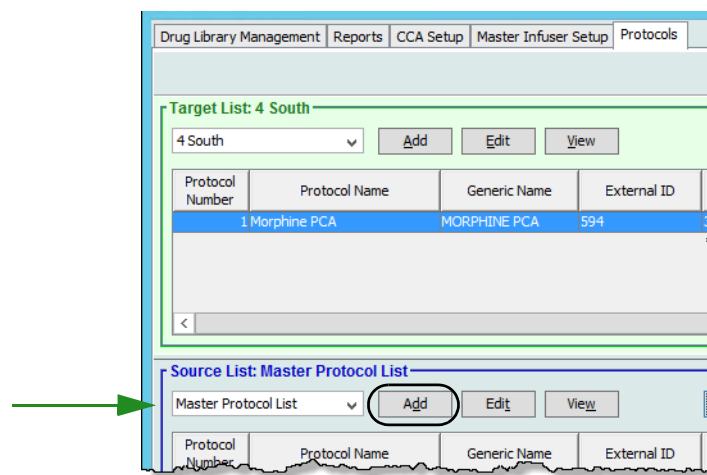 Drug Library Management Reports CCA Setup Master Infuser Setup Protocols
Target List: 4 South
4 South Add Edit View
Protocol Number Protocol Name Generic Name External ID
1 Morphine PCA MORPHINE PCA 594
Source List: Master Protocol List
Master Protocol List Add Edit View
Protocol Number Protocol Name Generic Name External ID